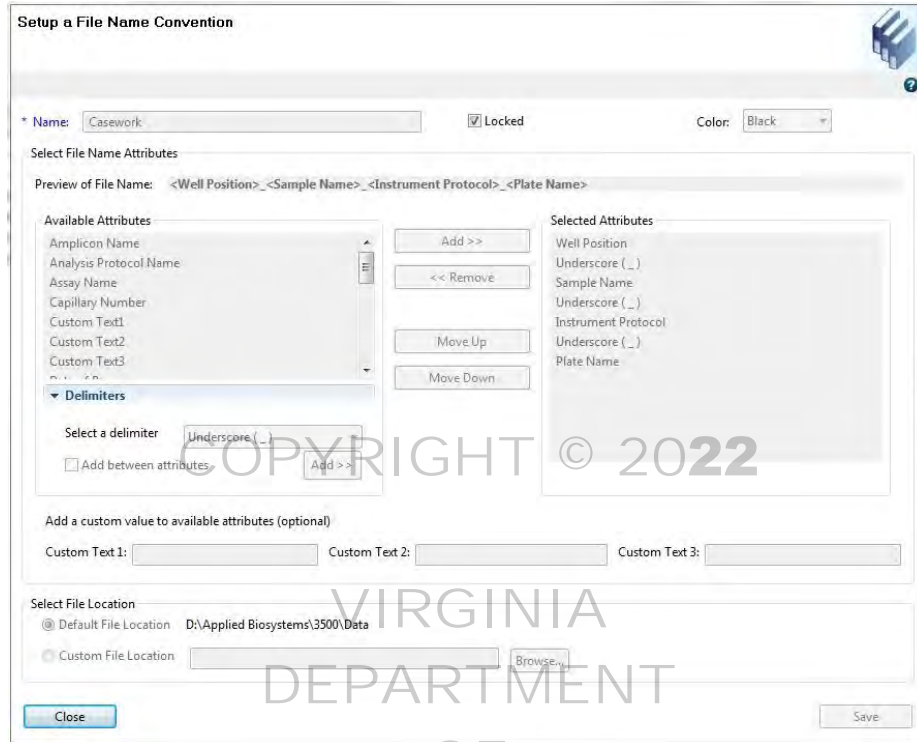 Setup a File Name Convention
* Name: Casework Locked Color: Black
Select File Name Attributes
Preview of File Name: <Well Position>_<Sample Name>_<Instrument Protocol>_<Plate Name>
Available Attributes
Amplicon Name
Analysis Protocol Name
Assay Name
Capillary Number
Custom Text1
Custom Text2
Custom Text3
Delimiters
Select a delimiter Underscore ( _ )
Add between attributes Add >>
Add >>
<< Remove
Move Up
Move Down
Selected Attributes
Well Position
Underscore ( _ )
Sample Name
Underscore ( _ )
Instrument Protocol
Underscore ( _ )
Plate Name
COPYRIGHT © 2022
Add a custom value to available attributes (optional)
Custom Text 1: Custom Text 2: Custom Text 3:
VIRGINIA
Select File Location
Default File Location D:\Applied Biosystems\3500\Data
Custom File Location Browse...
DEPARTMENT
Close Save